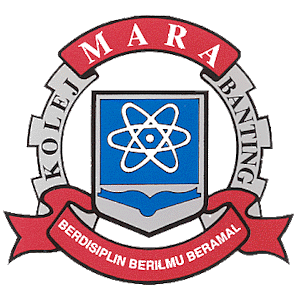 KOLEJ
MARA
BANTING
BERDISIPLIN BERILMU BERAMAL